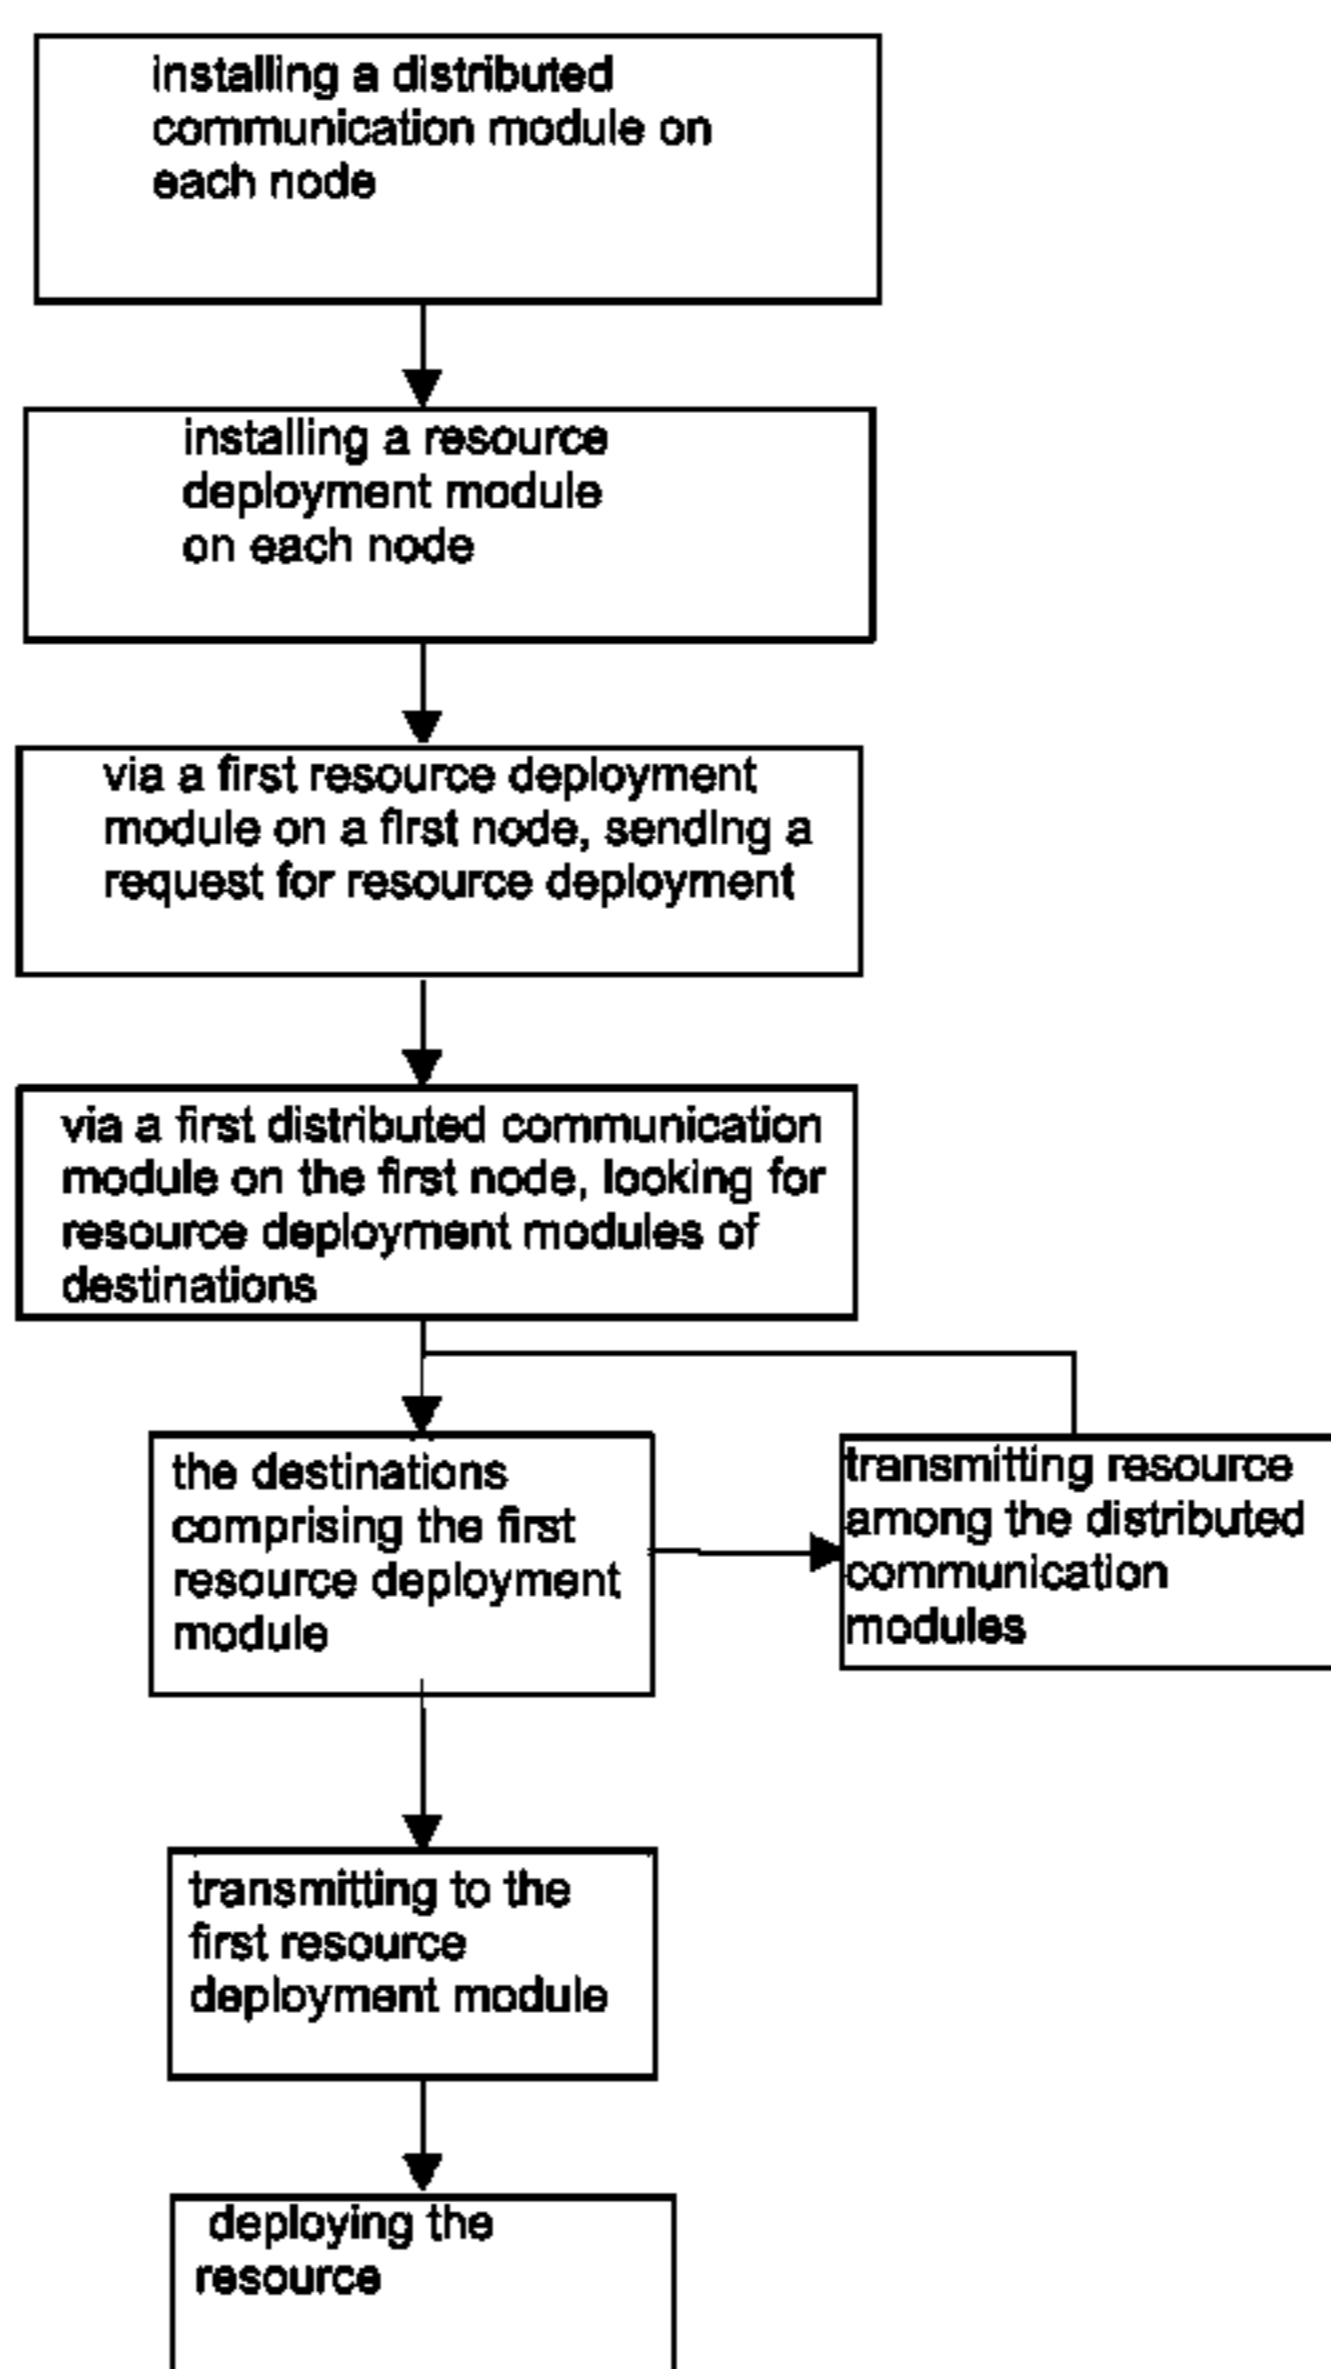 installing a distributed
communication module on
each node
installing a resource
deployment module
on each node
via a first resource deployment
module on a first node, sending a
request for resource deployment
via a first distributed communication
module on the first node, looking for
resource deployment modules of
destinations
the destinations
comprising the first
resource deployment
module
transmitting resource
among the distributed
communication
modules
transmitting to the
first resource
deployment module
deploying the
resource